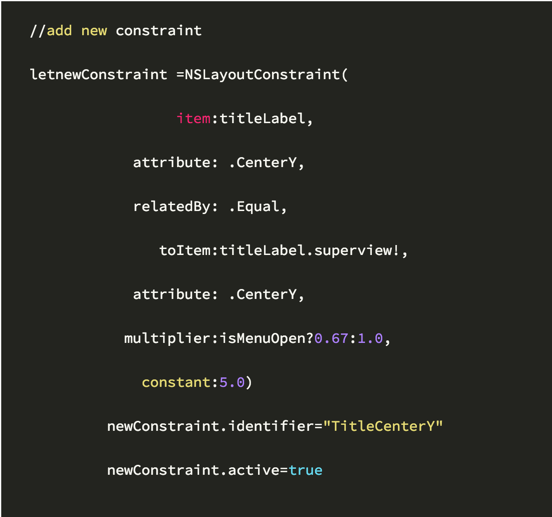 //add new constraint
letnewConstraint =NSLayoutConstraint(
item:titleLabel,
attribute: .CenterY,
relatedBy: .Equal,
toItem:titleLabel.superview!,
attribute: .CenterY,
multiplier:isMenuOpen?0.67:1.0,
constant:5.0)
newConstraint.identifier="TitleCenterY"
newConstraint.active=true